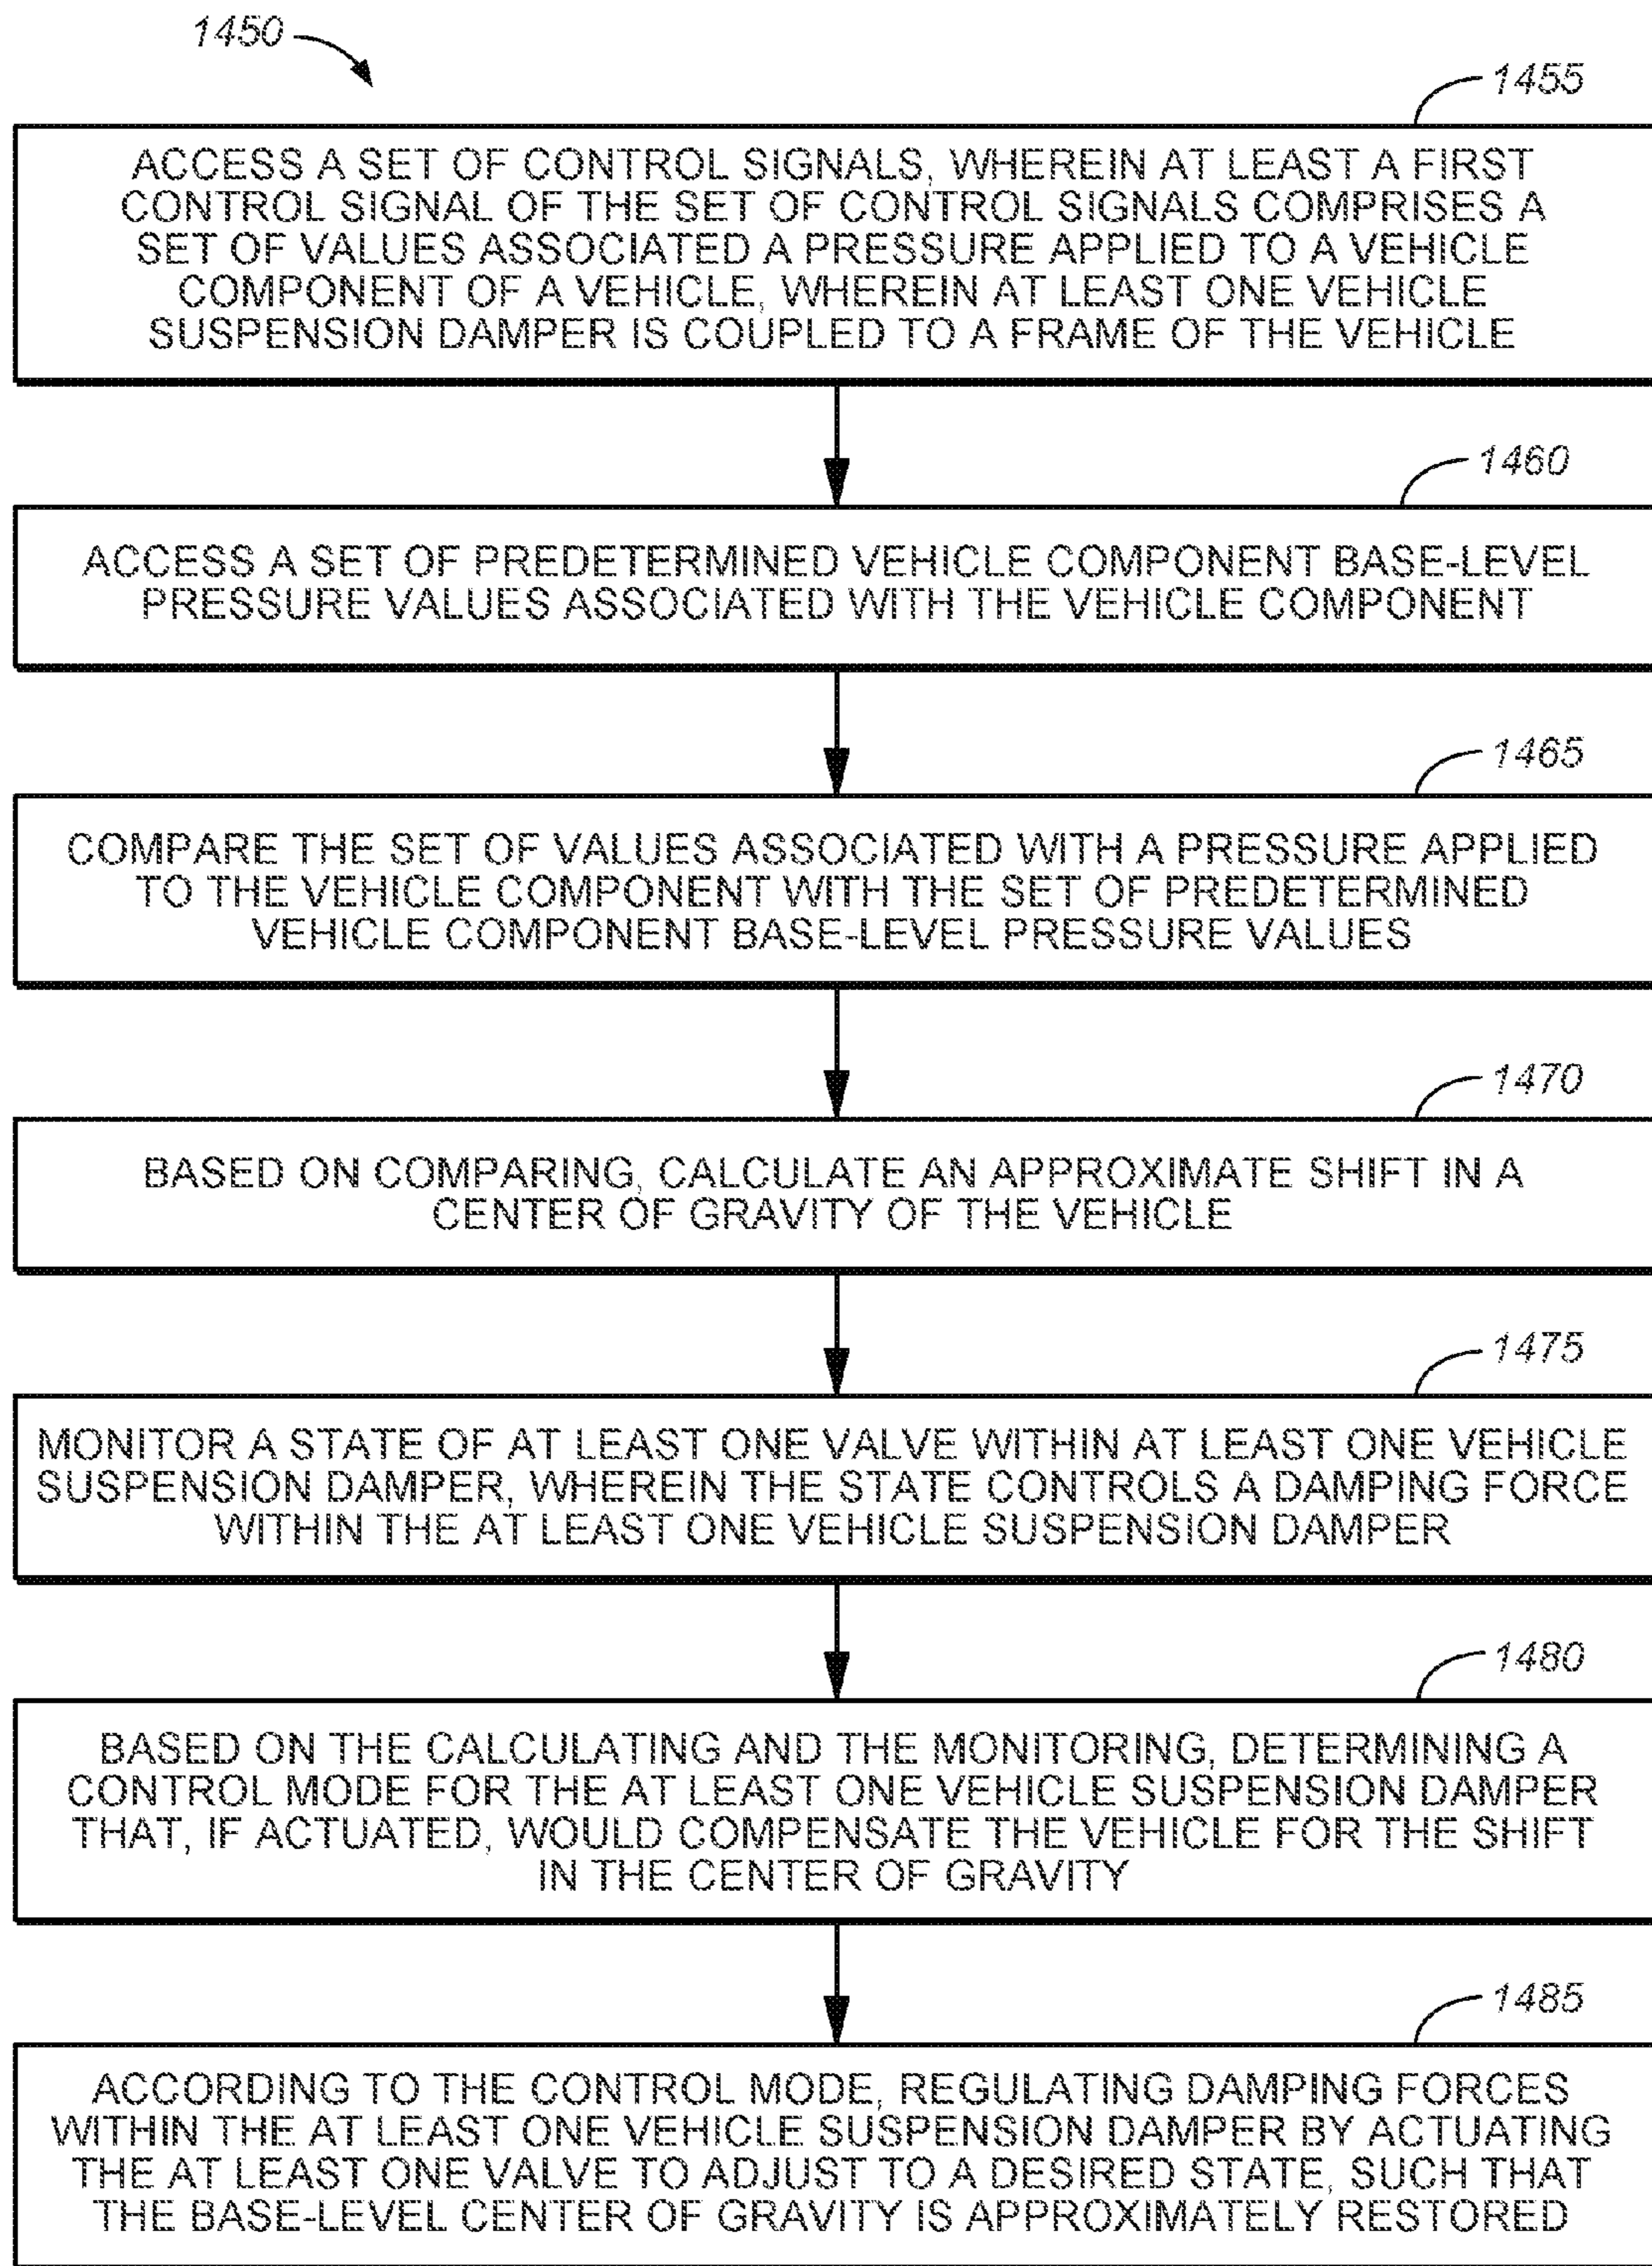 1450
1455
ACCESS A SET OF CONTROL SIGNALS, WHEREIN AT LEAST A FIRST
CONTROL SIGNAL OF THE SET OF CONTROL SIGNALS COMPRISES A
SET OF VALUES ASSOCIATED A PRESSURE APPLIED TO A VEHICLE
COMPONENT OF A VEHICLE, WHEREIN AT LEAST ONE VEHICLE
SUSPENSION DAMPER IS COUPLED TO A FRAME OF THE VEHICLE
1460
ACCESS A SET OF PREDETERMINED VEHICLE COMPONENT BASE-LEVEL
PRESSURE VALUES ASSOCIATED WITH THE VEHICLE COMPONENT
1465
COMPARE THE SET OF VALUES ASSOCIATED WITH A PRESSURE APPLIED
TO THE VEHICLE COMPONENT WITH THE SET OF PREDETERMINED
VEHICLE COMPONENT BASE-LEVEL PRESSURE VALUES
1470
BASED ON COMPARING, CALCULATE AN APPROXIMATE SHIFT IN A
CENTER OF GRAVITY OF THE VEHICLE
1475
MONITOR A STATE OF AT LEAST ONE VALVE WITHIN AT LEAST ONE VEHICLE
SUSPENSION DAMPER, WHEREIN THE STATE CONTROLS A DAMPING FORCE
WITHIN THE AT LEAST ONE VEHICLE SUSPENSION DAMPER
1480
BASED ON THE CALCULATING AND THE MONITORING, DETERMINING A
CONTROL MODE FOR THE AT LEAST ONE VEHICLE SUSPENSION DAMPER
THAT, IF ACTUATED, WOULD COMPENSATE THE VEHICLE FOR THE SHIFT
IN THE CENTER OF GRAVITY
1485
ACCORDING TO THE CONTROL MODE, REGULATING DAMPING FORCES
WITHIN THE AT LEAST ONE VEHICLE SUSPENSION DAMPER BY ACTUATING
THE AT LEAST ONE VALVE TO ADJUST TO A DESIRED STATE, SUCH THAT
THE BASE-LEVEL CENTER OF GRAVITY IS APPROXIMATELY RESTORED